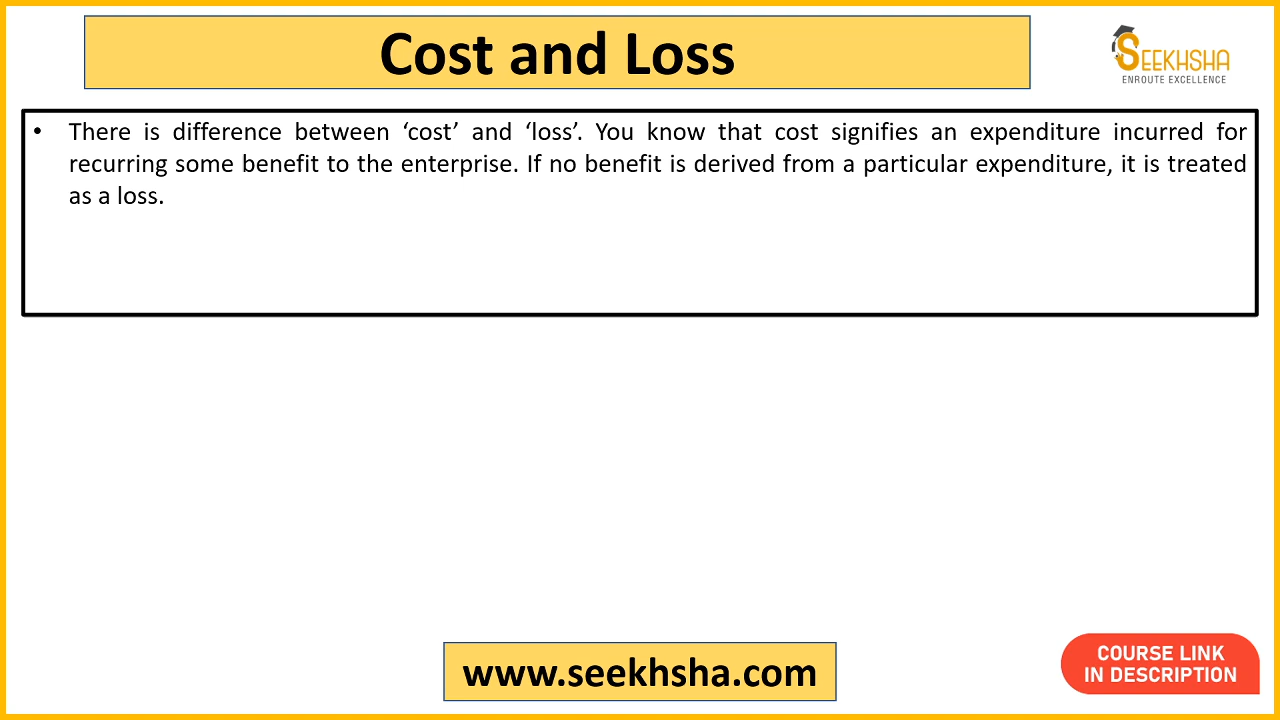 Cost and Loss
SEEKHSHA
ENROUTE EXCELLENCE
• There is difference between ‘cost’ and ‘loss’. You know that cost signifies an expenditure incurred for
recurring some benefit to the enterprise. If no benefit is derived from a particular expenditure, it is treated
as a loss.
www.seekhsha.com
COURSE LINK
IN DESCRIPTION